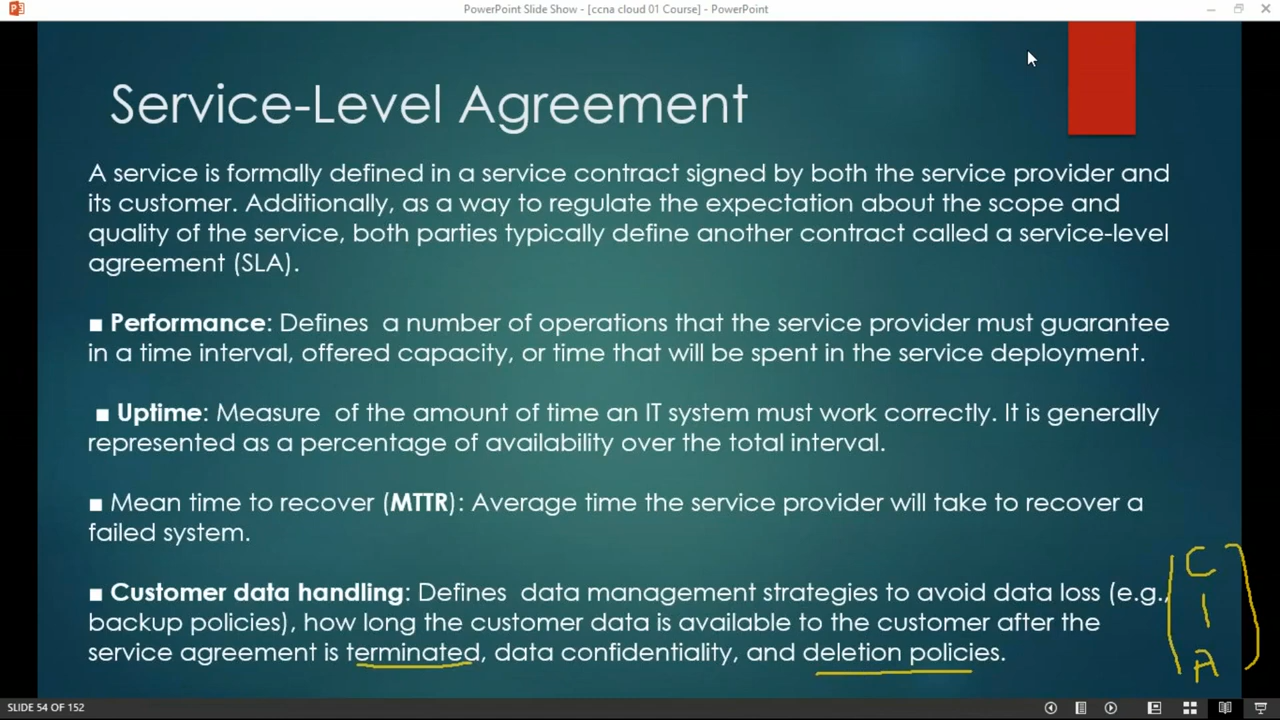 PowerPoint Slide Show - [ccna cloud 01 Course] - PowerPoint
Service-Level Agreement
A service is formally defined in a service contract signed by both the service provider and
its customer. Additionally, as a way to regulate the expectation about the scope and
quality of the service, both parties typically define another contract called a service-level
agreement (SLA).
■ Performance: Defines  a number of operations that the service provider must guarantee
in a time interval, offered capacity, or time that will be spent in the service deployment.
■ Uptime: Measure  of the amount of time an IT system must work correctly. It is generally
represented as a percentage of availability over the total interval.
■ Mean time to recover (MTTR): Average time the service provider will take to recover a
failed system.
■ Customer data handling: Defines  data management strategies to avoid data loss (e.g.,
backup policies), how long the customer data is available to the customer after the
service agreement is terminated, data confidentiality, and deletion policies.
C
I
A
SLIDE 54 OF 152